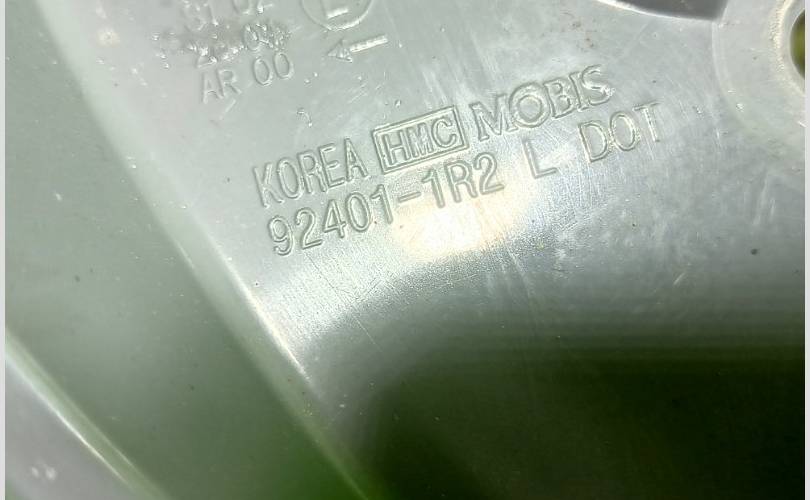 AR 00
KOREA HMC MOBIS
92401-1R2 L DOT